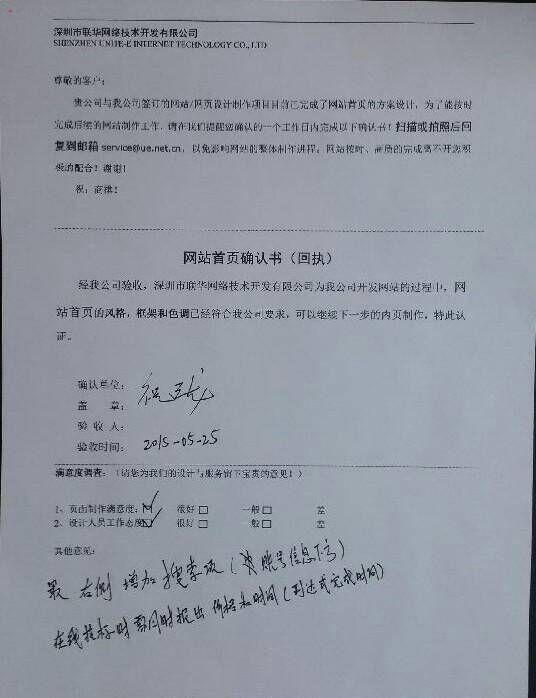 深圳市联华网络技术开发有限公司
SHENZHEN UNITE-E INTERNET TECHNOLOGY CO., LTD
尊敬的客户：
贵公司与我公司签订的网站/网页设计制作项目目前已完成了网站首页的方案设计，为了能按时
完成后续的网站制作工作，请在我们提醒您确认的一个工作日内完成以下确认书！扫描或拍照后回
复到邮箱 service@ue.net.cn，以免影响网站的整体制作进程；网站按时、高质的完成离不开您积
极的配合！谢谢！
祝：商祺！
网站首页确认书（回执）
经我公司验收，深圳市联华网络技术开发有限公司为我公司开发网站的过程中，网
站首页的风格，框架和色调已经符合我公司要求，可以继续下一步的内页制作，特此认
证。
确认单位：
盖 章：
验 收 人：
验收时间： 2015-05-25
满意度调查：（请您为我们的设计与服务留下宝贵的意见！）
1、页面制作满意度： 很好□ 一般□ 差
2、设计人员工作态度 很好□ 一般□ 差
其他意见：
最右侧增加搜索项（账号信息下方）
在线投标时要同时报出价格和时间（到达或完成时间）